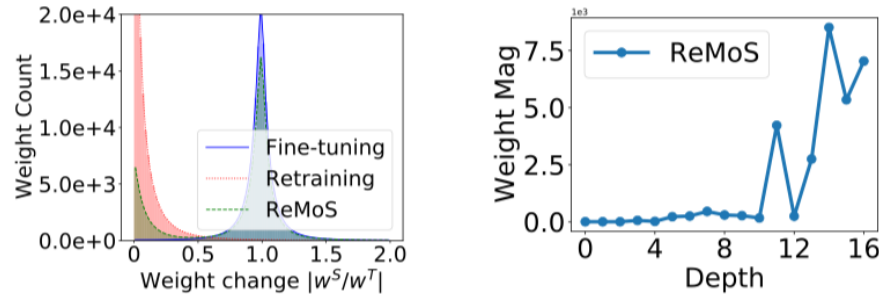 2.0e+4
1.5e+4
1.0e+4
5.0e+3
0.0e+0
Weight Count
Fine-tuning
Retraining
ReMoS
0 0.5 1.0 1.5 2.0
Weight change |w^S/w^T|
1e3
7.5
5.0
2.5
0.0
Weight Mag
ReMoS
0 4 8 12 16
Depth